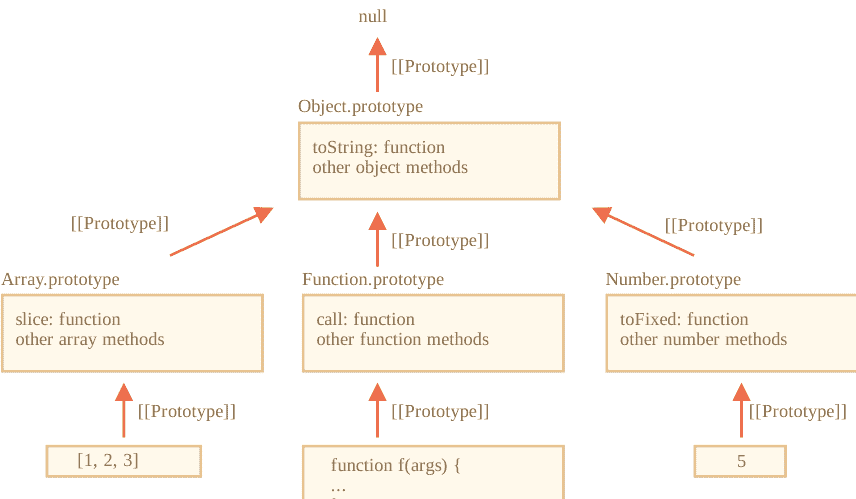 null
[[Prototype]]
Object.prototype
toString: function
other object methods
[[Prototype]]
[[Prototype]]
[[Prototype]]
Array.prototype
Function.prototype
Number.prototype
slice: function
other array methods
call: function
other function methods
toFixed: function
other number methods
[[Prototype]]
[[Prototype]]
[[Prototype]]
[1, 2, 3]
function f(args) {
...
5